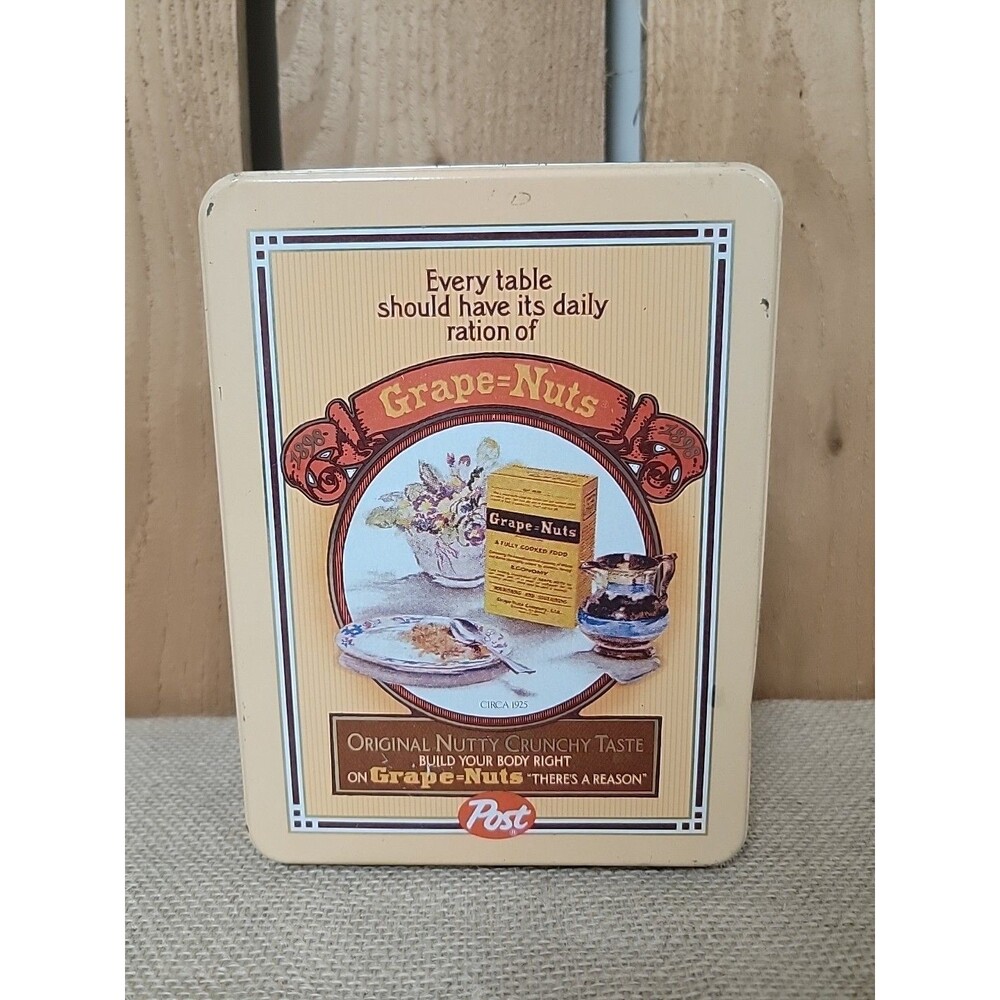 Every table
should have its daily
ration of
Grape=Nuts
1898
1898
Grape=Nuts
A FULLY COOKED FOOD
ECONOMY
CIRCA 1925
ORIGINAL NUTTY CRUNCHY TASTE
BUILD YOUR BODY RIGHT
ON Grape=Nuts "THERE'S A REASON"
Post®